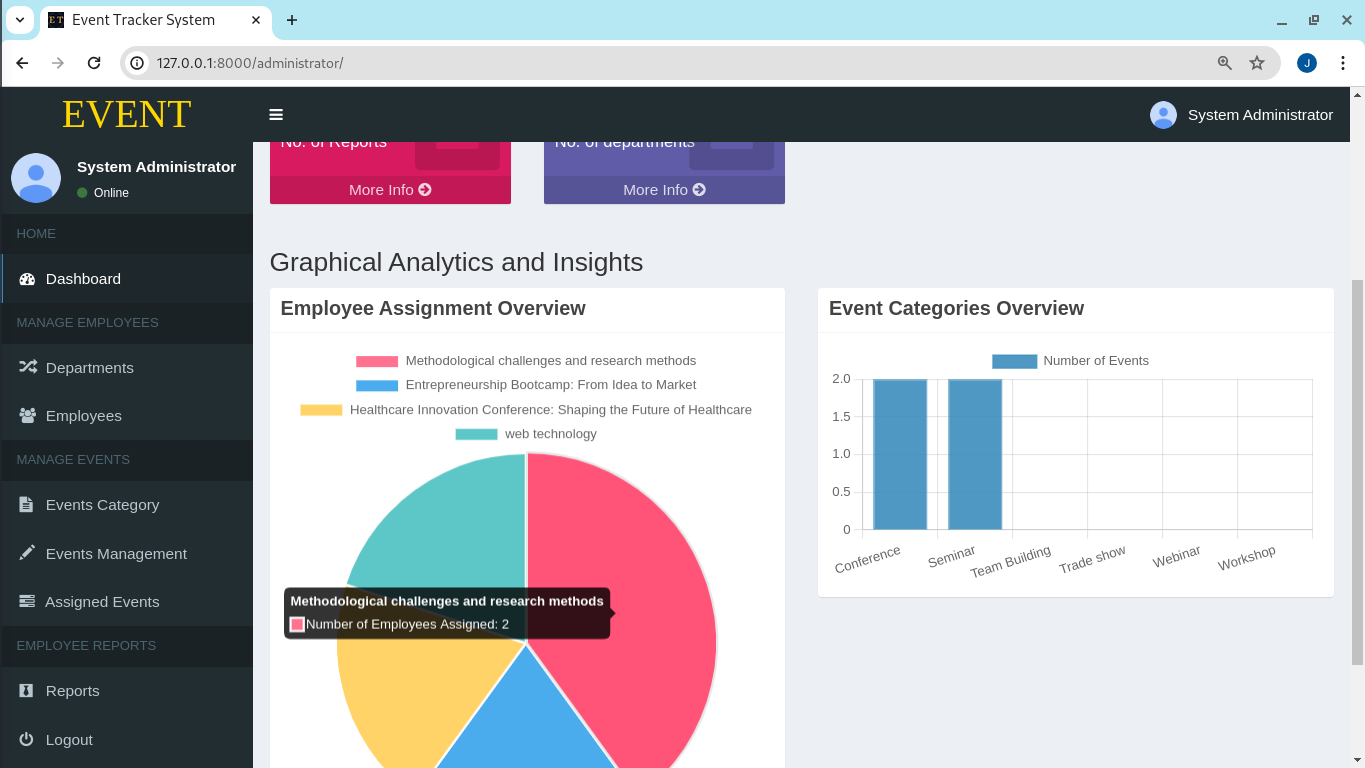 E T
Event Tracker System
127.0.0.1:8000/administrator/
J
EVENT
System Administrator
System Administrator
Online
HOME
Dashboard
MANAGE EMPLOYEES
Departments
Employees
MANAGE EVENTS
Events Category
Events Management
Assigned Events
EMPLOYEE REPORTS
Reports
Logout
No. of Reports
More Info
No. of departments
More Info
Graphical Analytics and Insights
Employee Assignment Overview
Methodological challenges and research methods
Entrepreneurship Bootcamp: From Idea to Market
Healthcare Innovation Conference: Shaping the Future of Healthcare
web technology
Methodological challenges and research methods
Number of Employees Assigned: 2
Event Categories Overview
Number of Events
2.0
1.5
1.0
0.5
0
Conference
Seminar
Team Building
Trade show
Webinar
Workshop